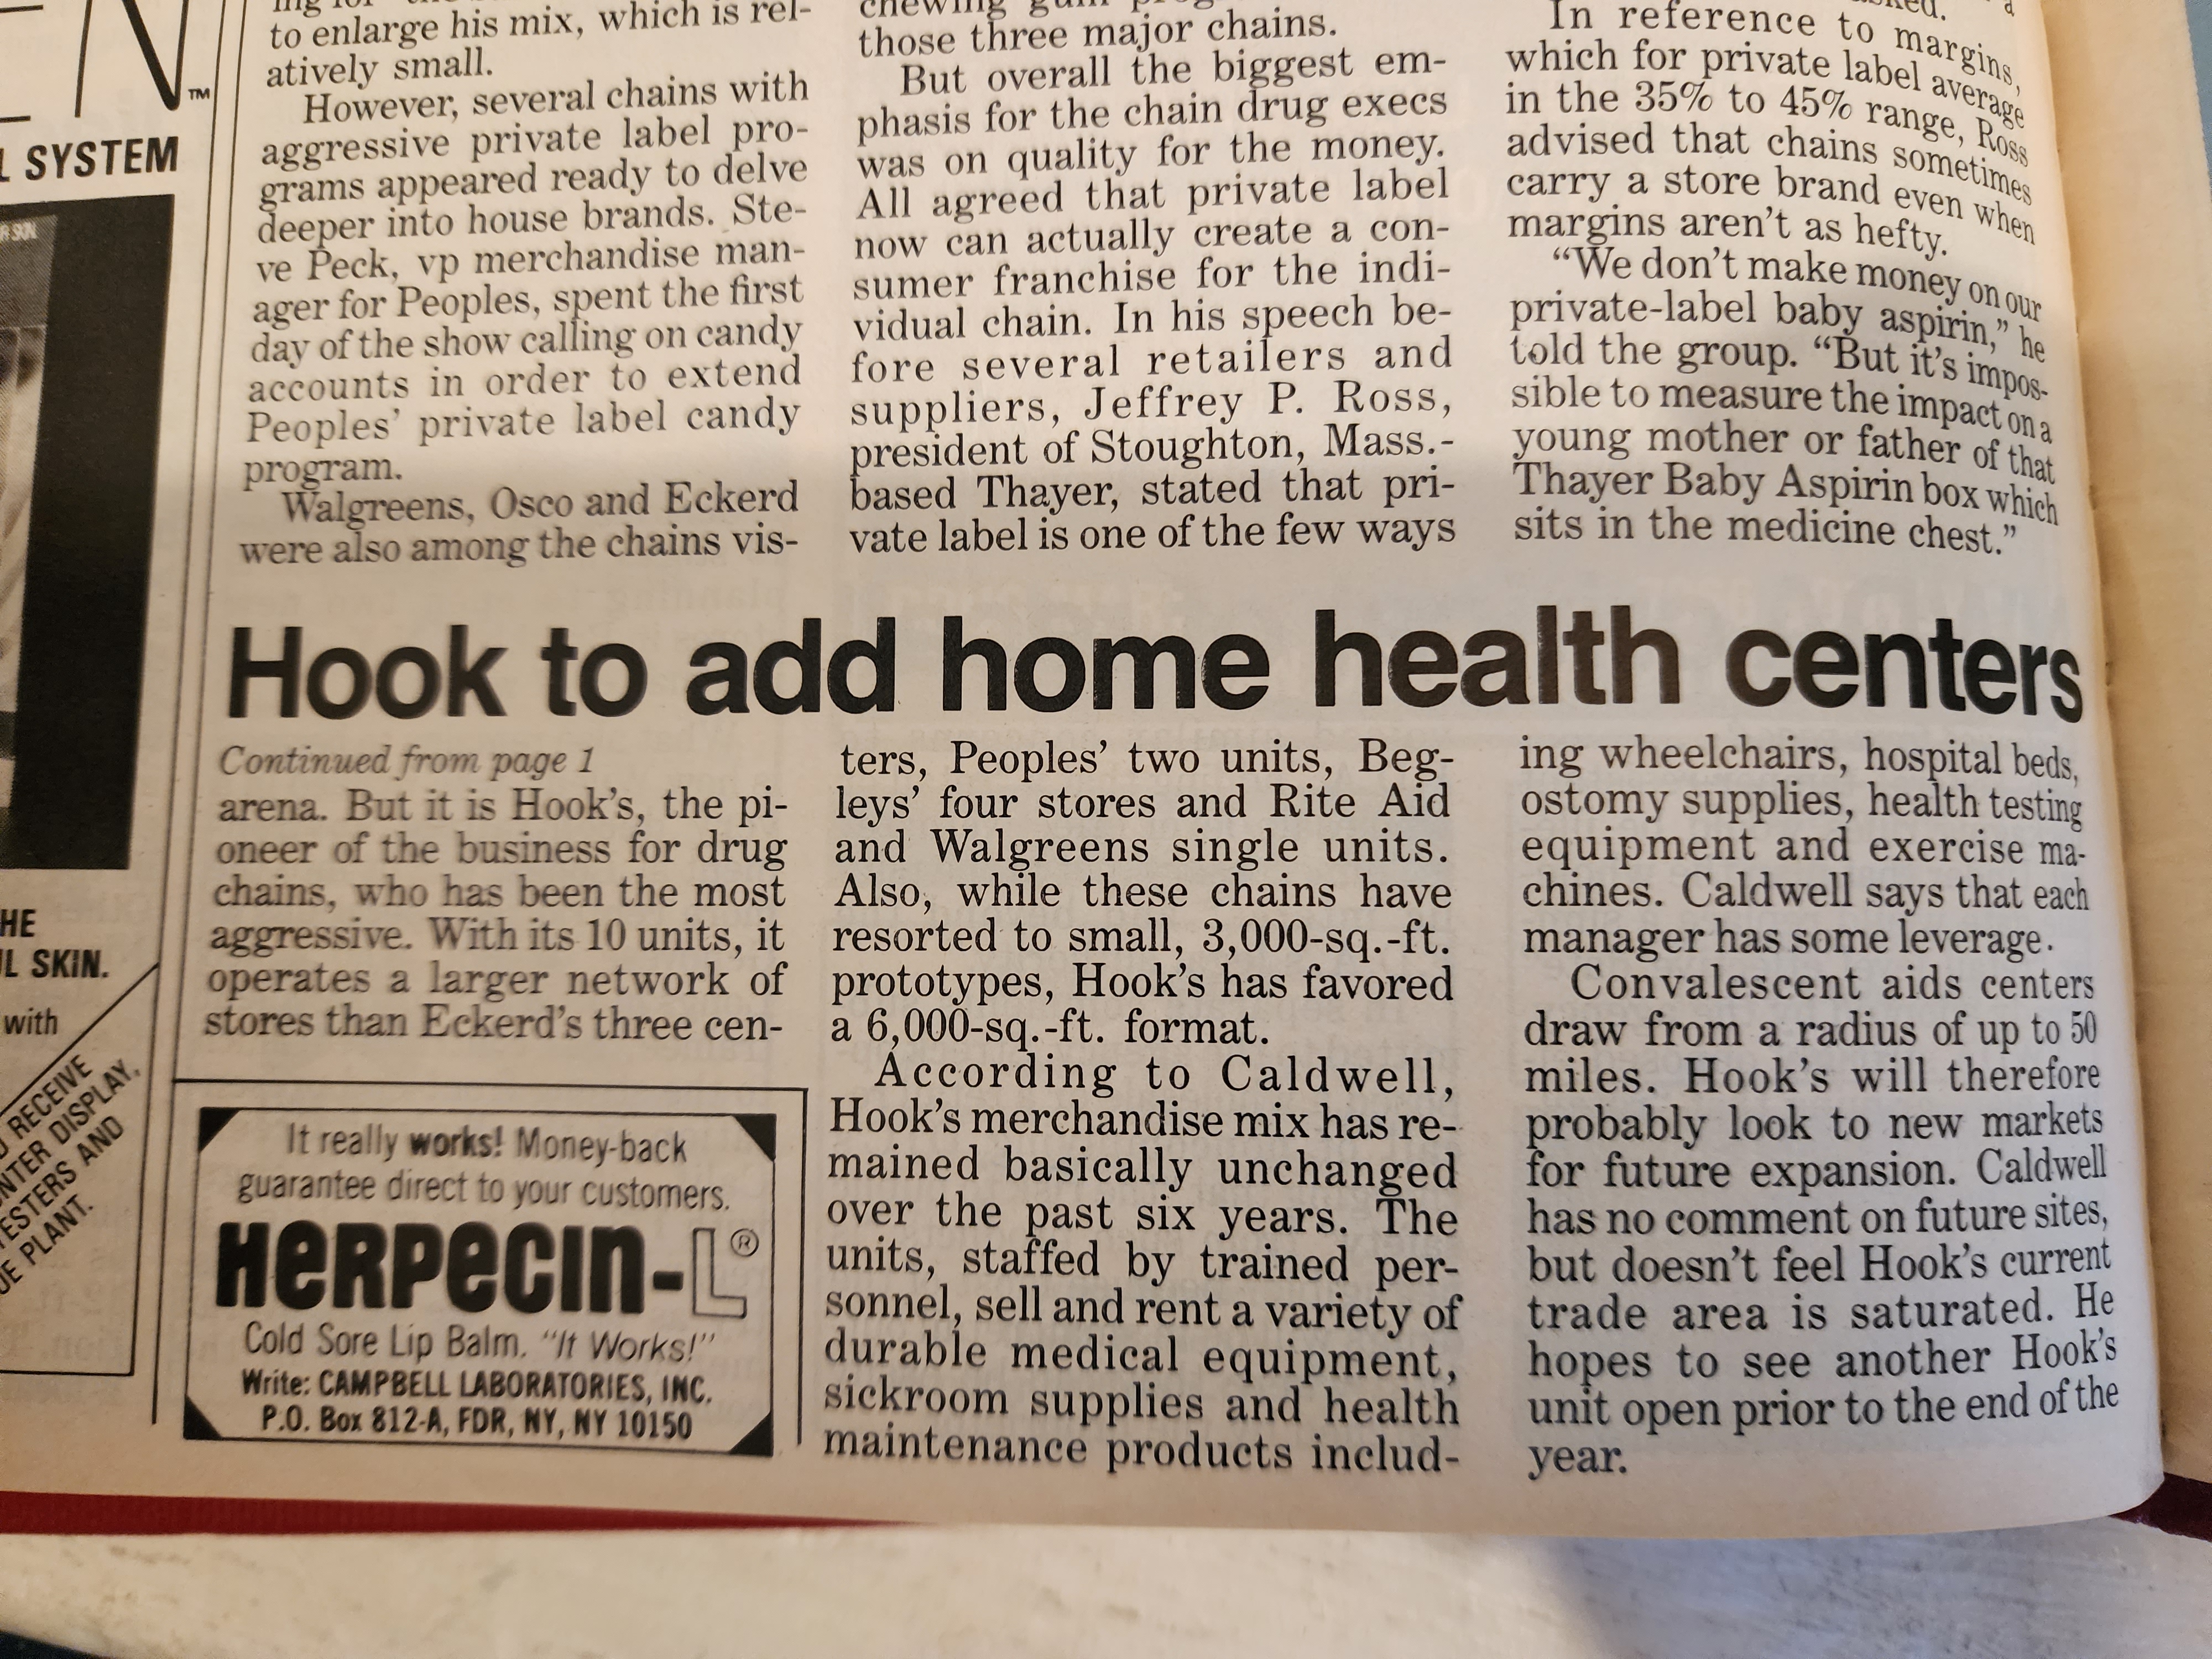 N™
L SYSTEM
HE
L SKIN.
with
RECEIVE
NTER DISPLAY,
ESTERS AND
UE PLANT.
to enlarge his mix, which is rel-
atively small.
However, several chains with
aggressive private label pro-
grams appeared ready to delve
deeper into house brands. Ste-
ve Peck, vp merchandise man-
ager for Peoples, spent the first
day of the show calling on candy
accounts in order to extend
Peoples' private label candy
program.
Walgreens, Osco and Eckerd
were also among the chains vis-
chewing gum
those three major chains.
But overall the biggest em-
phasis for the chain drug execs
was on quality for the money.
All agreed that private label
now can actually create a con-
sumer franchise for the indi-
vidual chain. In his speech be-
fore several retailers and
suppliers, Jeffrey P. Ross,
president of Stoughton, Mass.-
based Thayer, stated that pri-
vate label is one of the few ways
In reference to margins,
which for private label average
in the 35% to 45% range, Ross
advised that chains sometimes
carry a store brand even when
margins aren't as hefty.
"We don't make money on our
private-label baby aspirin," he
told the group. "But it's impos-
sible to measure the impact on a
young mother or father of that
Thayer Baby Aspirin box which
sits in the medicine chest."
Hook to add home health centers
Continued from page 1
arena. But it is Hook's, the pi-
oneer of the business for drug
chains, who has been the most
aggressive. With its 10 units, it
operates a larger network of
stores than Eckerd's three cen-
ters, Peoples' two units, Beg-
leys' four stores and Rite Aid
and Walgreens single units.
Also, while these chains have
resorted to small, 3,000-sq.-ft.
prototypes, Hook's has favored
a 6,000-sq.-ft. format.
According to Caldwell,
Hook's merchandise mix has re-
mained basically unchanged
over the past six years. The
units, staffed by trained per-
sonnel, sell and rent a variety of
durable medical equipment,
sickroom supplies and health
maintenance products includ-
ing wheelchairs, hospital beds,
ostomy supplies, health testing
equipment and exercise ma-
chines. Caldwell says that each
manager has some leverage.
Convalescent aids centers
draw from a radius of up to 50
miles. Hook's will therefore
probably look to new markets
for future expansion. Caldwell
has no comment on future sites,
but doesn't feel Hook's current
trade area is saturated. He
hopes to see another Hook's
unit open prior to the end of the
year.
It really works! Money-back
guarantee direct to your customers.
HERPECIN-L®
Cold Sore Lip Balm. "It Works!"
Write: CAMPBELL LABORATORIES, INC.
P.O. Box 812-A, FDR, NY, NY 10150